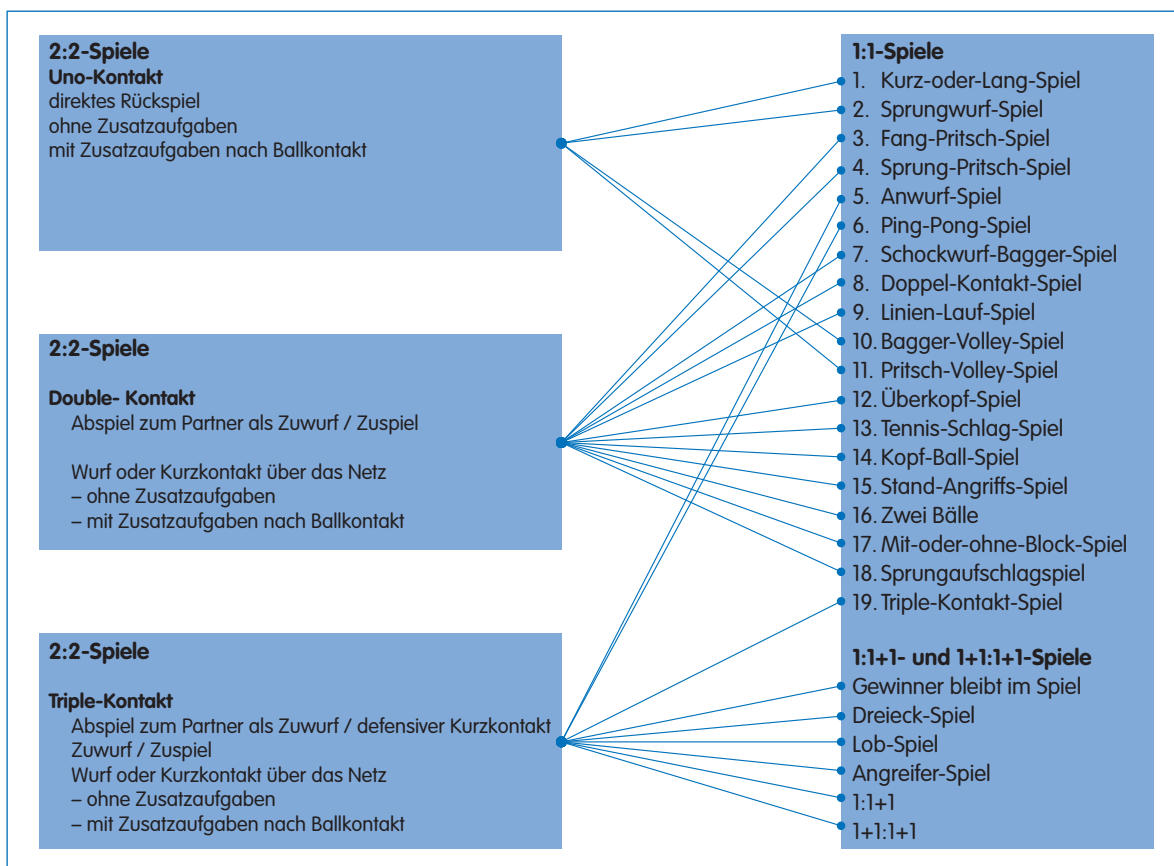 2:2-Spiele
Uno-Kontakt
direktes Rückspiel
ohne Zusatzaufgaben
mit Zusatzaufgaben nach Ballkontakt
2:2-Spiele
Double- Kontakt
Abspiel zum Partner als Zuwurf / Zuspiel
Wurf oder Kurzkontakt über das Netz
– ohne Zusatzaufgaben
– mit Zusatzaufgaben nach Ballkontakt
2:2-Spiele
Triple-Kontakt
Abspiel zum Partner als Zuwurf / defensiver Kurzkontakt
Zuwurf / Zuspiel
Wurf oder Kurzkontakt über das Netz
– ohne Zusatzaufgaben
– mit Zusatzaufgaben nach Ballkontakt
1:1-Spiele
1. Kurz-oder-Lang-Spiel
2. Sprungwurf-Spiel
3. Fang-Pritsch-Spiel
4. Sprung-Pritsch-Spiel
5. Anwurf-Spiel
6. Ping-Pong-Spiel
7. Schockwurf-Bagger-Spiel
8. Doppel-Kontakt-Spiel
9. Linien-Lauf-Spiel
10. Bagger-Volley-Spiel
11. Pritsch-Volley-Spiel
12. Überkopf-Spiel
13. Tennis-Schlag-Spiel
14. Kopf-Ball-Spiel
15. Stand-Angriffs-Spiel
16. Zwei Bälle
17. Mit-oder-ohne-Block-Spiel
18. Sprungaufschlagspiel
19. Triple-Kontakt-Spiel
1:1+1- und 1+1:1+1-Spiele
Gewinner bleibt im Spiel
Dreieck-Spiel
Lob-Spiel
Angreifer-Spiel
1:1+1
1+1:1+1